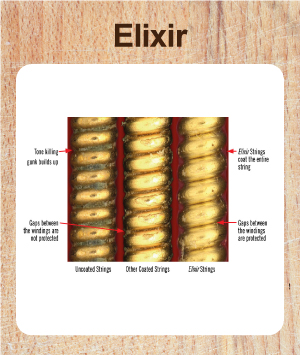 Elixir
Tone killing
gunk builds up
Elixir Strings
coat the entire
string
Gaps between
the windings are
not protected
Gaps between
the windings
are protected
Uncoated Strings
Other Coated Strings
Elixir Strings